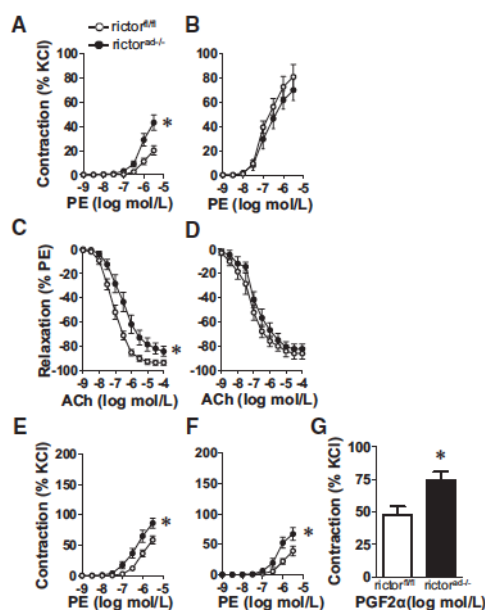 A
rictorfl/fl
rictorad-/-
B
Contraction (% KCl)
100
80
60
40
20
0
*
100
80
60
40
20
0
-9 -8 -7 -6 -5
-9 -8 -7 -6 -5
PE (log mol/L)
PE (log mol/L)
C
D
Relaxation (% PE)
0
-20
-40
-60
-80
-100
*
0
-20
-40
-60
-80
-100
-9 -8 -7 -6 -5 -4
-9 -8 -7 -6 -5 -4
ACh (log mol/L)
ACh (log mol/L)
E
F
G
Contraction (% KCl)
200
150
100
50
0
*
200
150
100
50
0
*
Contraction (% KCl)
100
75
50
25
0
*
-9 -8 -7 -6 -5
-9 -8 -7 -6 -5
rictorfl/fl rictorad-/-
PE (log mol/L)
PE (log mol/L)
PGF2α(log mol/L)